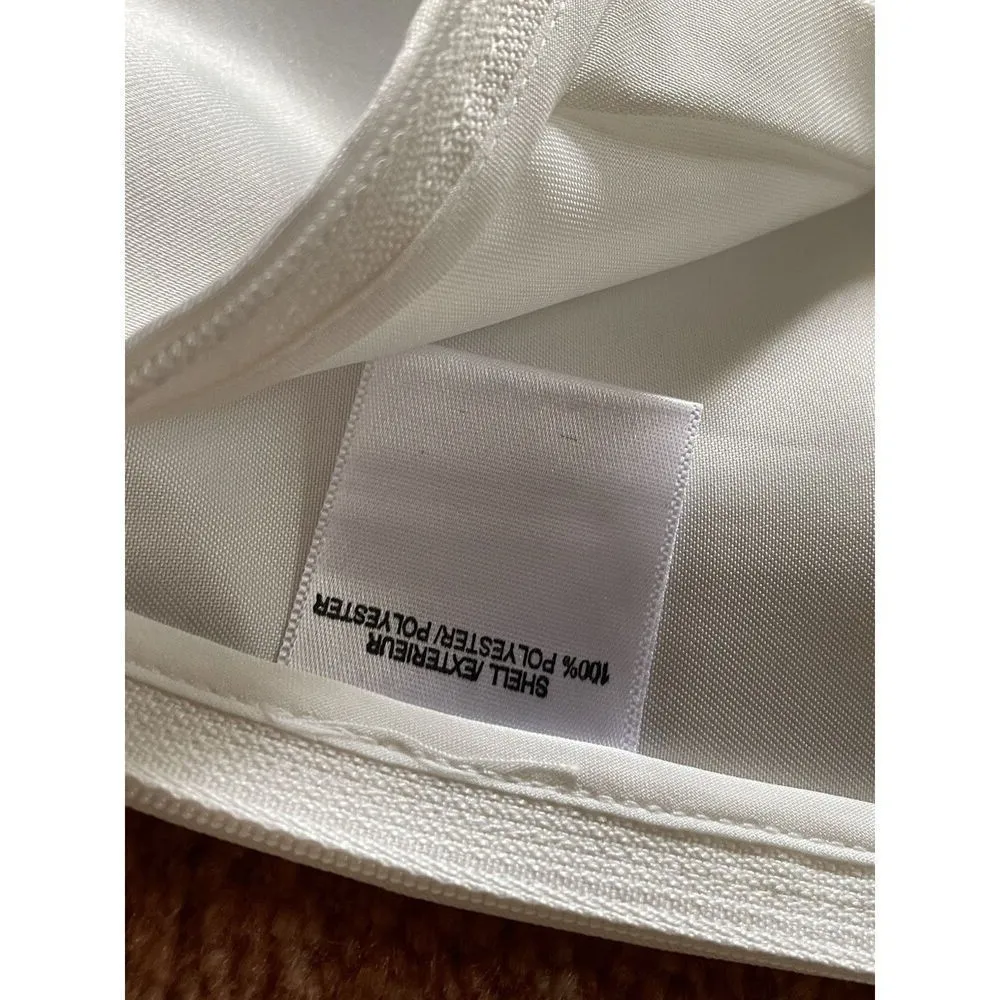 SHELL /EXTERIEUR
100% POLYESTER/ POLYESTER